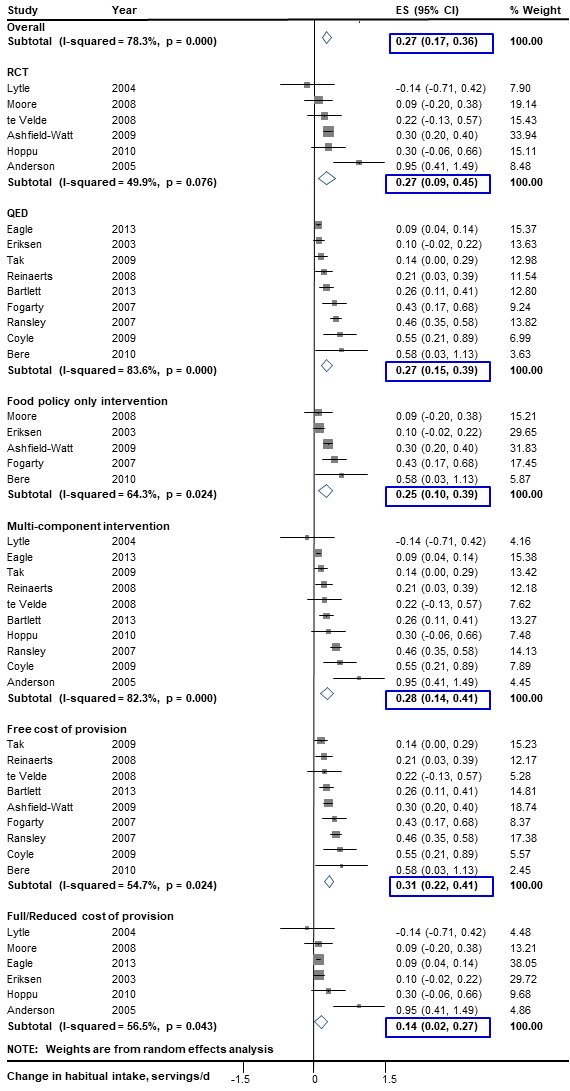 Study Year ES (95% CI) % Weight
Overall
Subtotal (I-squared = 78.3%, p = 0.000) 0.27 (0.17, 0.36) 100.00
RCT
Lytle 2004 -0.14 (-0.71, 0.42) 7.90
Moore 2008 0.09 (-0.20, 0.38) 19.14
te Velde 2008 0.22 (-0.13, 0.57) 15.43
Ashfield-Watt 2009 0.30 (0.20, 0.40) 33.94
Hoppu 2010 0.30 (-0.06, 0.66) 15.11
Anderson 2005 0.95 (0.41, 1.49) 8.48
Subtotal (I-squared = 49.9%, p = 0.076) 0.27 (0.09, 0.45) 100.00
QED
Eagle 2013 0.09 (0.04, 0.14) 15.37
Eriksen 2003 0.10 (-0.02, 0.22) 13.63
Tak 2009 0.14 (0.00, 0.29) 12.98
Reinaerts 2008 0.21 (0.03, 0.39) 11.54
Bartlett 2013 0.26 (0.11, 0.41) 12.80
Fogarty 2007 0.43 (0.17, 0.68) 9.24
Ransley 2007 0.46 (0.35, 0.58) 13.82
Coyle 2009 0.55 (0.21, 0.89) 6.99
Bere 2010 0.58 (0.03, 1.13) 3.63
Subtotal (I-squared = 83.6%, p = 0.000) 0.27 (0.15, 0.39) 100.00
Food policy only intervention
Moore 2008 0.09 (-0.20, 0.38) 15.21
Eriksen 2003 0.10 (-0.02, 0.22) 29.65
Ashfield-Watt 2009 0.30 (0.20, 0.40) 31.83
Fogarty 2007 0.43 (0.17, 0.68) 17.45
Bere 2010 0.58 (0.03, 1.13) 5.87
Subtotal (I-squared = 64.3%, p = 0.024) 0.25 (0.10, 0.39) 100.00
Multi-component intervention
Lytle 2004 -0.14 (-0.71, 0.42) 4.16
Eagle 2013 0.09 (0.04, 0.14) 15.38
Tak 2009 0.14 (0.00, 0.29) 13.42
Reinaerts 2008 0.21 (0.03, 0.39) 12.18
te Velde 2008 0.22 (-0.13, 0.57) 7.62
Bartlett 2013 0.26 (0.11, 0.41) 13.27
Hoppu 2010 0.30 (-0.06, 0.66) 7.48
Ransley 2007 0.46 (0.35, 0.58) 14.13
Coyle 2009 0.55 (0.21, 0.89) 7.89
Anderson 2005 0.95 (0.41, 1.49) 4.45
Subtotal (I-squared = 82.3%, p = 0.000) 0.28 (0.14, 0.41) 100.00
Free cost of provision
Tak 2009 0.14 (0.00, 0.29) 15.23
Reinaerts 2008 0.21 (0.03, 0.39) 12.17
te Velde 2008 0.22 (-0.13, 0.57) 5.28
Bartlett 2013 0.26 (0.11, 0.41) 14.81
Ashfield-Watt 2009 0.30 (0.20, 0.40) 18.74
Fogarty 2007 0.43 (0.17, 0.68) 8.37
Ransley 2007 0.46 (0.35, 0.58) 17.38
Coyle 2009 0.55 (0.21, 0.89) 5.57
Bere 2010 0.58 (0.03, 1.13) 2.45
Subtotal (I-squared = 54.7%, p = 0.024) 0.31 (0.22, 0.41) 100.00
Full/Reduced cost of provision
Lytle 2004 -0.14 (-0.71, 0.42) 4.48
Moore 2008 0.09 (-0.20, 0.38) 13.21
Eagle 2013 0.09 (0.04, 0.14) 38.05
Eriksen 2003 0.10 (-0.02, 0.22) 29.72
Hoppu 2010 0.30 (-0.06, 0.66) 9.68
Anderson 2005 0.95 (0.41, 1.49) 4.86
Subtotal (I-squared = 56.5%, p = 0.043) 0.14 (0.02, 0.27) 100.00
NOTE: Weights are from random effects analysis
Change in habitual intake, servings/d -1.5 0 1.5